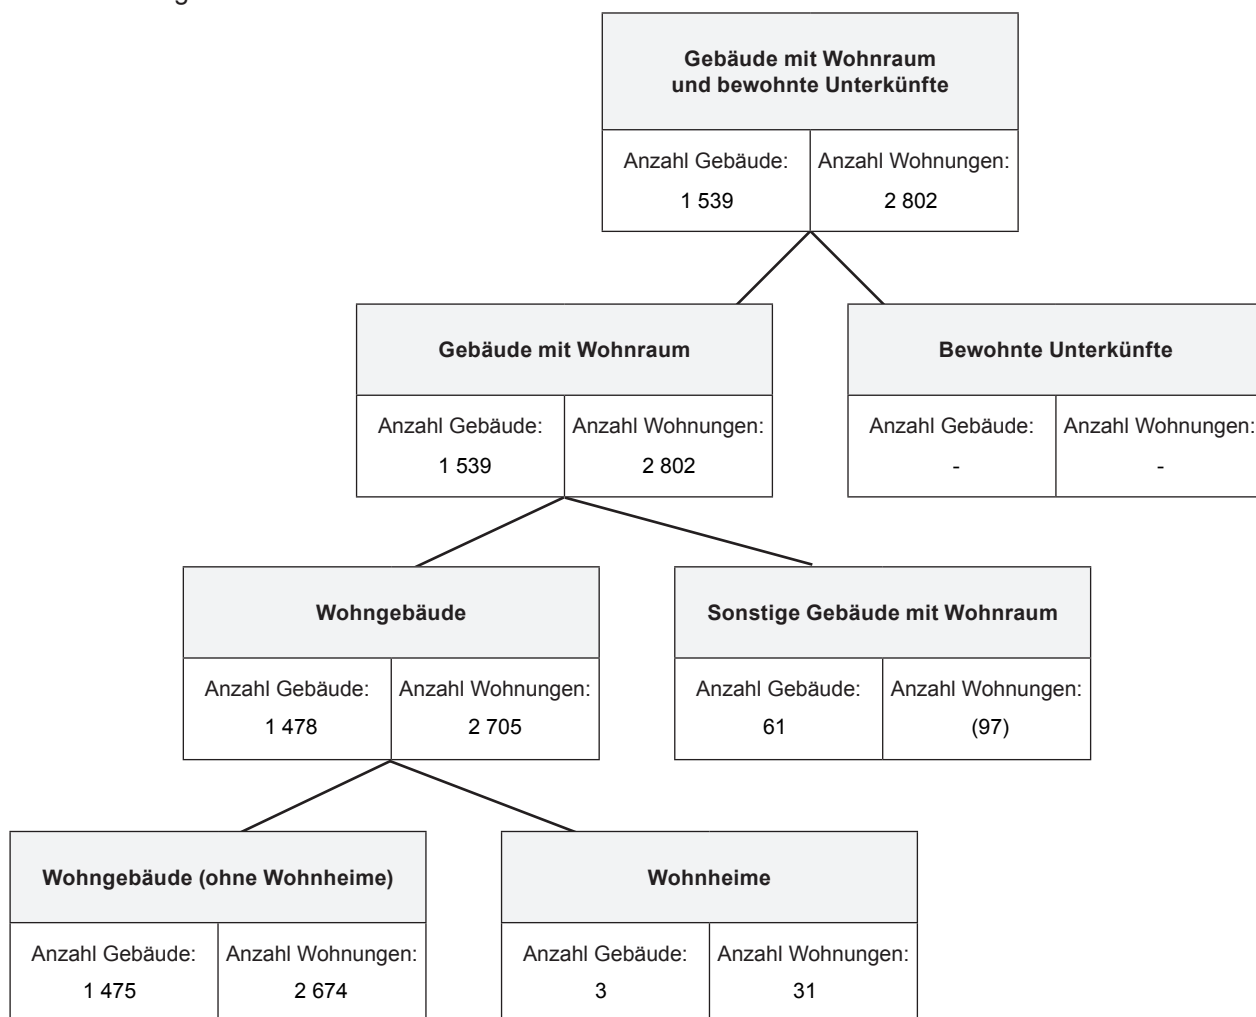 Gebäude mit Wohnraum
und bewohnte Unterkünfte
Anzahl Gebäude: Anzahl Wohnungen:
1 539 2 802
Gebäude mit Wohnraum
Anzahl Gebäude: Anzahl Wohnungen:
1 539 2 802
Bewohnte Unterkünfte
Anzahl Gebäude: Anzahl Wohnungen:
- -
Wohngebäude
Anzahl Gebäude: Anzahl Wohnungen:
1 478 2 705
Sonstige Gebäude mit Wohnraum
Anzahl Gebäude: Anzahl Wohnungen:
61 (97)
Wohngebäude (ohne Wohnheime)
Anzahl Gebäude: Anzahl Wohnungen:
1 475 2 674
Wohnheime
Anzahl Gebäude: Anzahl Wohnungen:
3 31